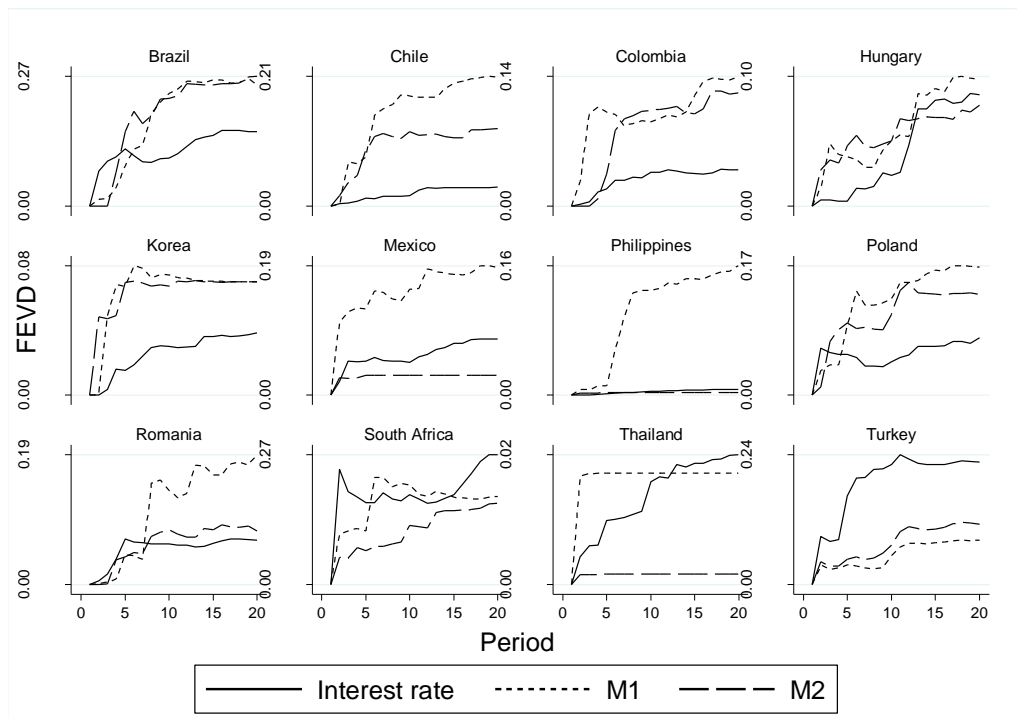 Brazil Chile Colombia Hungary
0.27 0.21 0.14 0.10
0.00 0.00 0.00 0.00
Korea Mexico Philippines Poland
0.08 0.19 0.16 0.17
FEVD
0.00 0.00 0.00 0.00
Romania South Africa Thailand Turkey
0.19 0.27 0.02 0.24
0.00 0.00 0.00 0.00
0 5 10 15 20 0 5 10 15 20 0 5 10 15 20 0 5 10 15 20
Period
Interest rate M1 M2